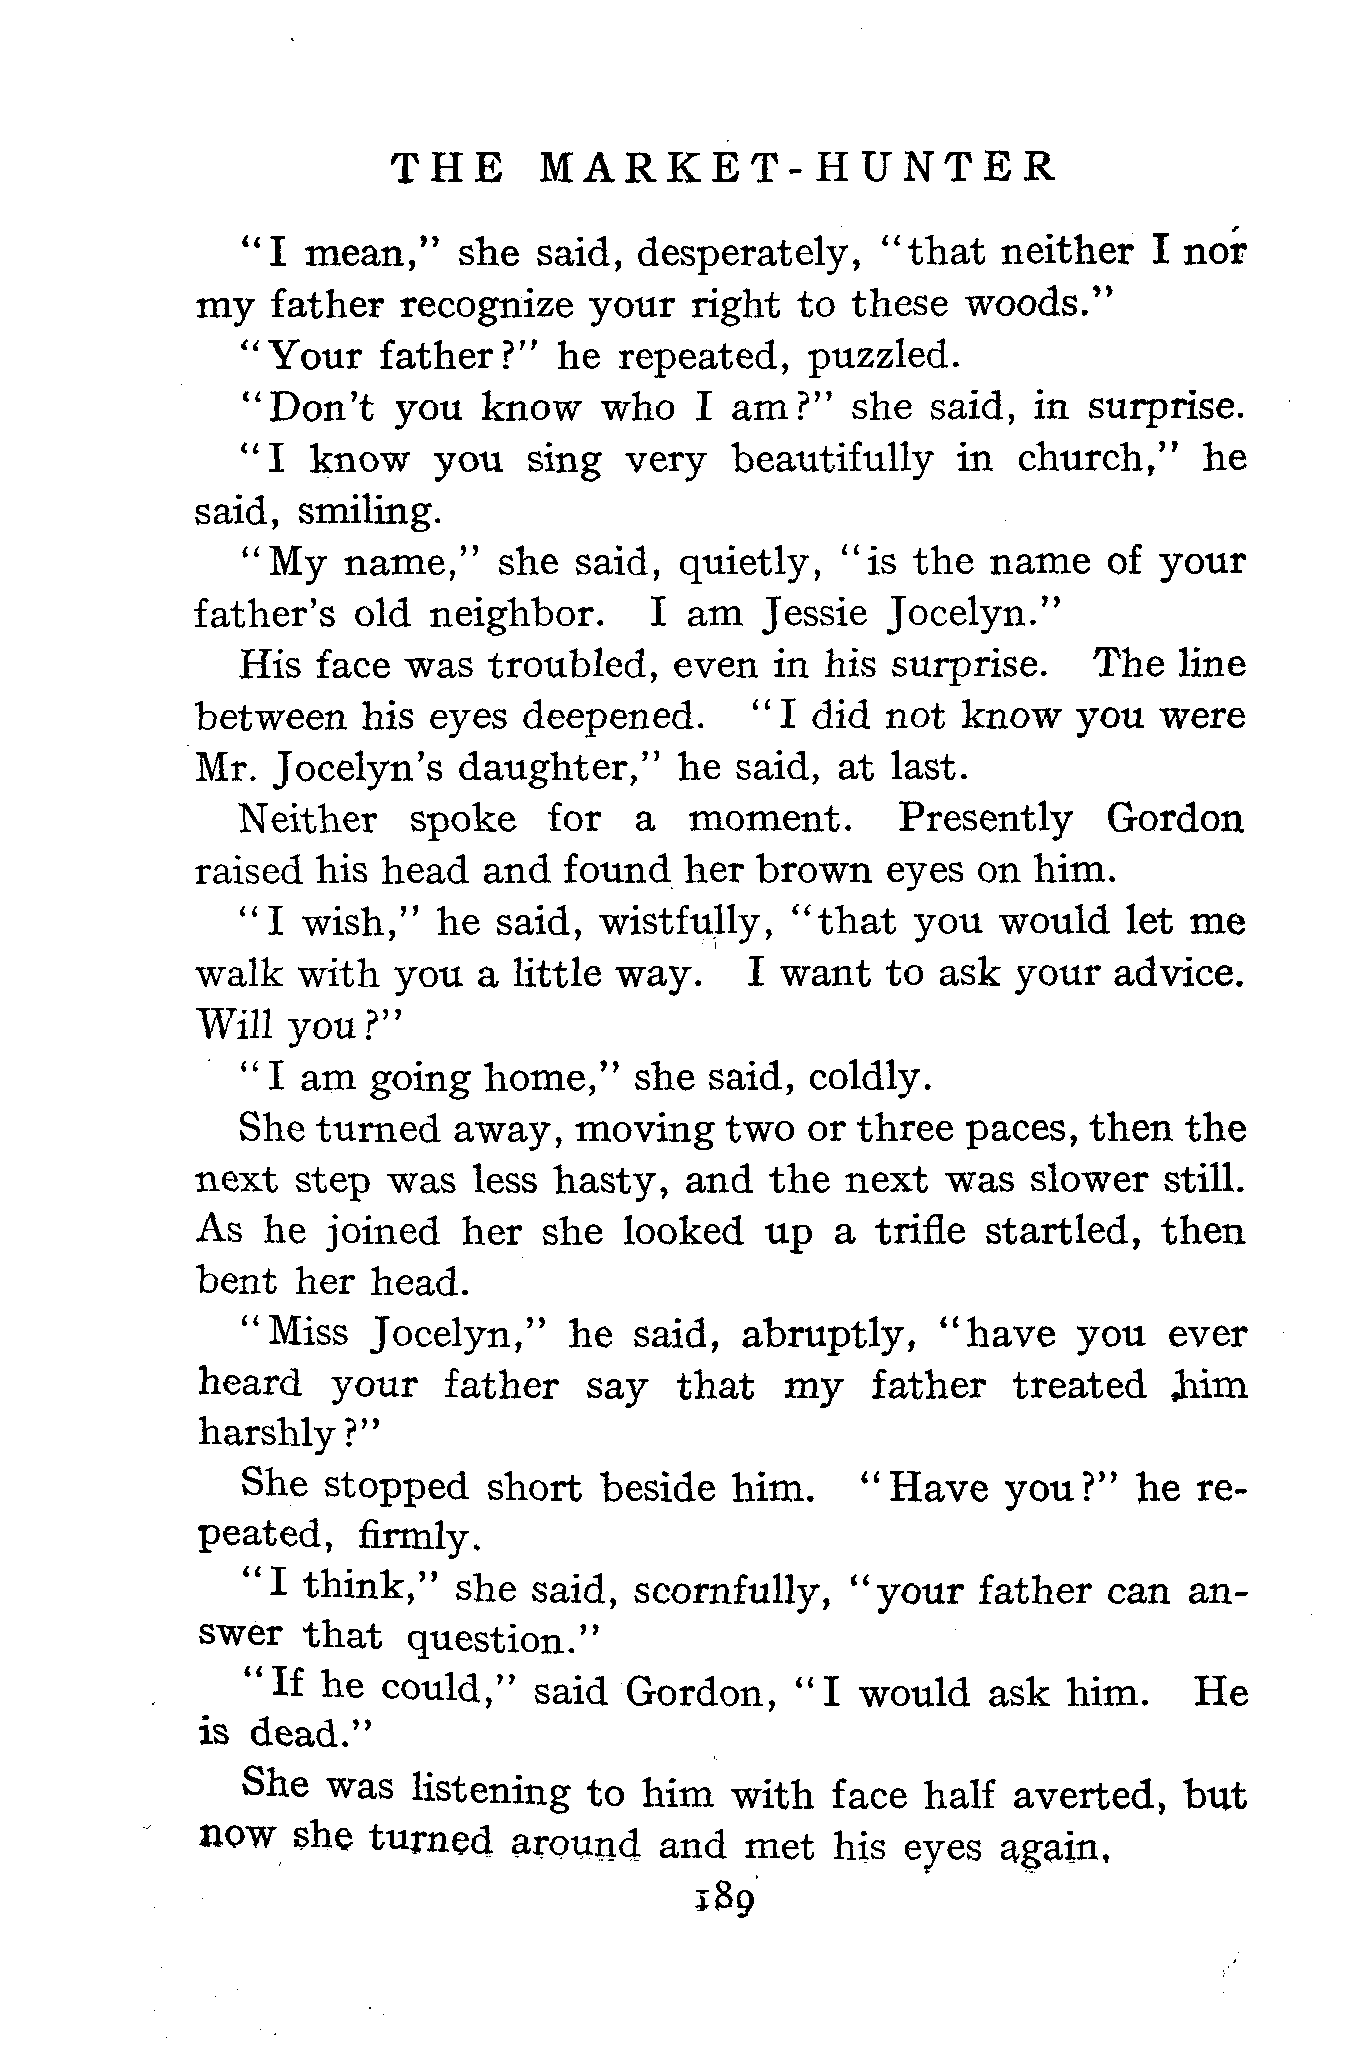 THE MARKET-HUNTER
"I mean," she said, desperately, "that neither I nor
my father recognize your right to these woods."
"Your father?" he repeated, puzzled.
"Don't you know who I am?" she said, in surprise.
"I know you sing very beautifully in church," he
said, smiling.
"My name," she said, quietly, "is the name of your
father's old neighbor. I am Jessie Jocelyn."
His face was troubled, even in his surprise. The line
between his eyes deepened. "I did not know you were
Mr. Jocelyn's daughter," he said, at last.
Neither spoke for a moment. Presently Gordon
raised his head and found her brown eyes on him.
"I wish," he said, wistfully, "that you would let me
walk with you a little way. I want to ask your advice.
Will you?"
"I am going home," she said, coldly.
She turned away, moving two or three paces, then the
next step was less hasty, and the next was slower still.
As he joined her she looked up a trifle startled, then
bent her head.
"Miss Jocelyn," he said, abruptly, "have you ever
heard your father say that my father treated him
harshly?"
She stopped short beside him. "Have you?" he re-
peated, firmly.
"I think," she said, scornfully, "your father can an-
swer that question."
"If he could," said Gordon, "I would ask him. He
is dead."
She was listening to him with face half averted, but
now she turned around and met his eyes again.
189